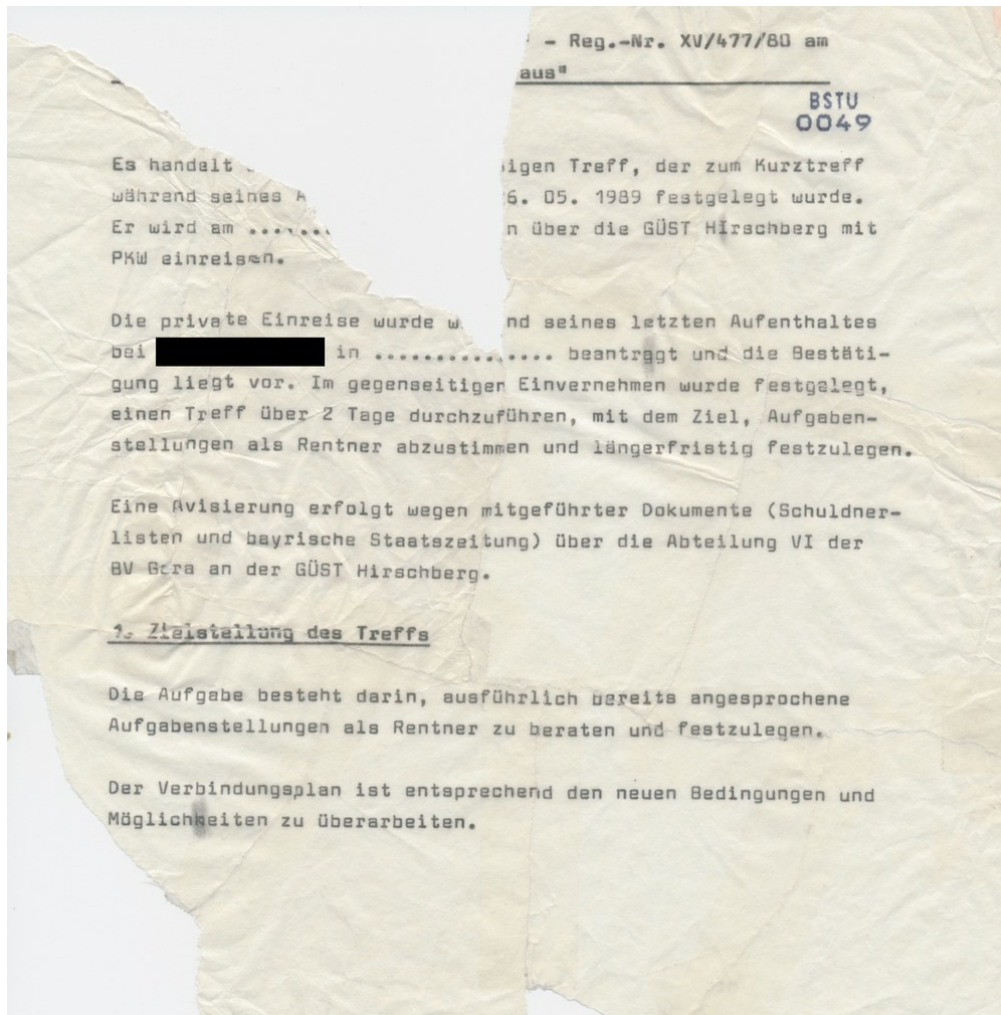 - Reg.-Nr. XV/477/80 am
aus"
BSTU
0049
Es handelt igen Treff, der zum Kurztreff
während seines 6. 05. 1989 festgelegt wurde.
Er wird am ....... n über die GÜST Hirschberg mit
PKW einreisen.
Die private Einreise wurde w nd seines letzten Aufenthaltes
bei in ............... beantragt und die Bestäti-
gung liegt vor. Im gegenseitigen Einvernehmen wurde festgelegt,
einen Treff über 2 Tage durchzuführen, mit dem Ziel, Aufgaben-
stellungen als Rentner abzustimmen und längerfristig festzulegen.
Eine Avisierung erfolgt wegen mitgeführter Dokumente (Schuldner-
listen und bayrische Staatszeitung) über die Abteilung VI der
BV Gera an der GÜST Hirschberg.
1. Zielstellung des Treffs
Die Aufgabe besteht darin, ausführlich bereits angesprochene
Aufgabenstellungen als Rentner zu beraten und festzulegen.
Der Verbindungsplan ist entsprechend den neuen Bedingungen und
Möglichkeiten zu überarbeiten.